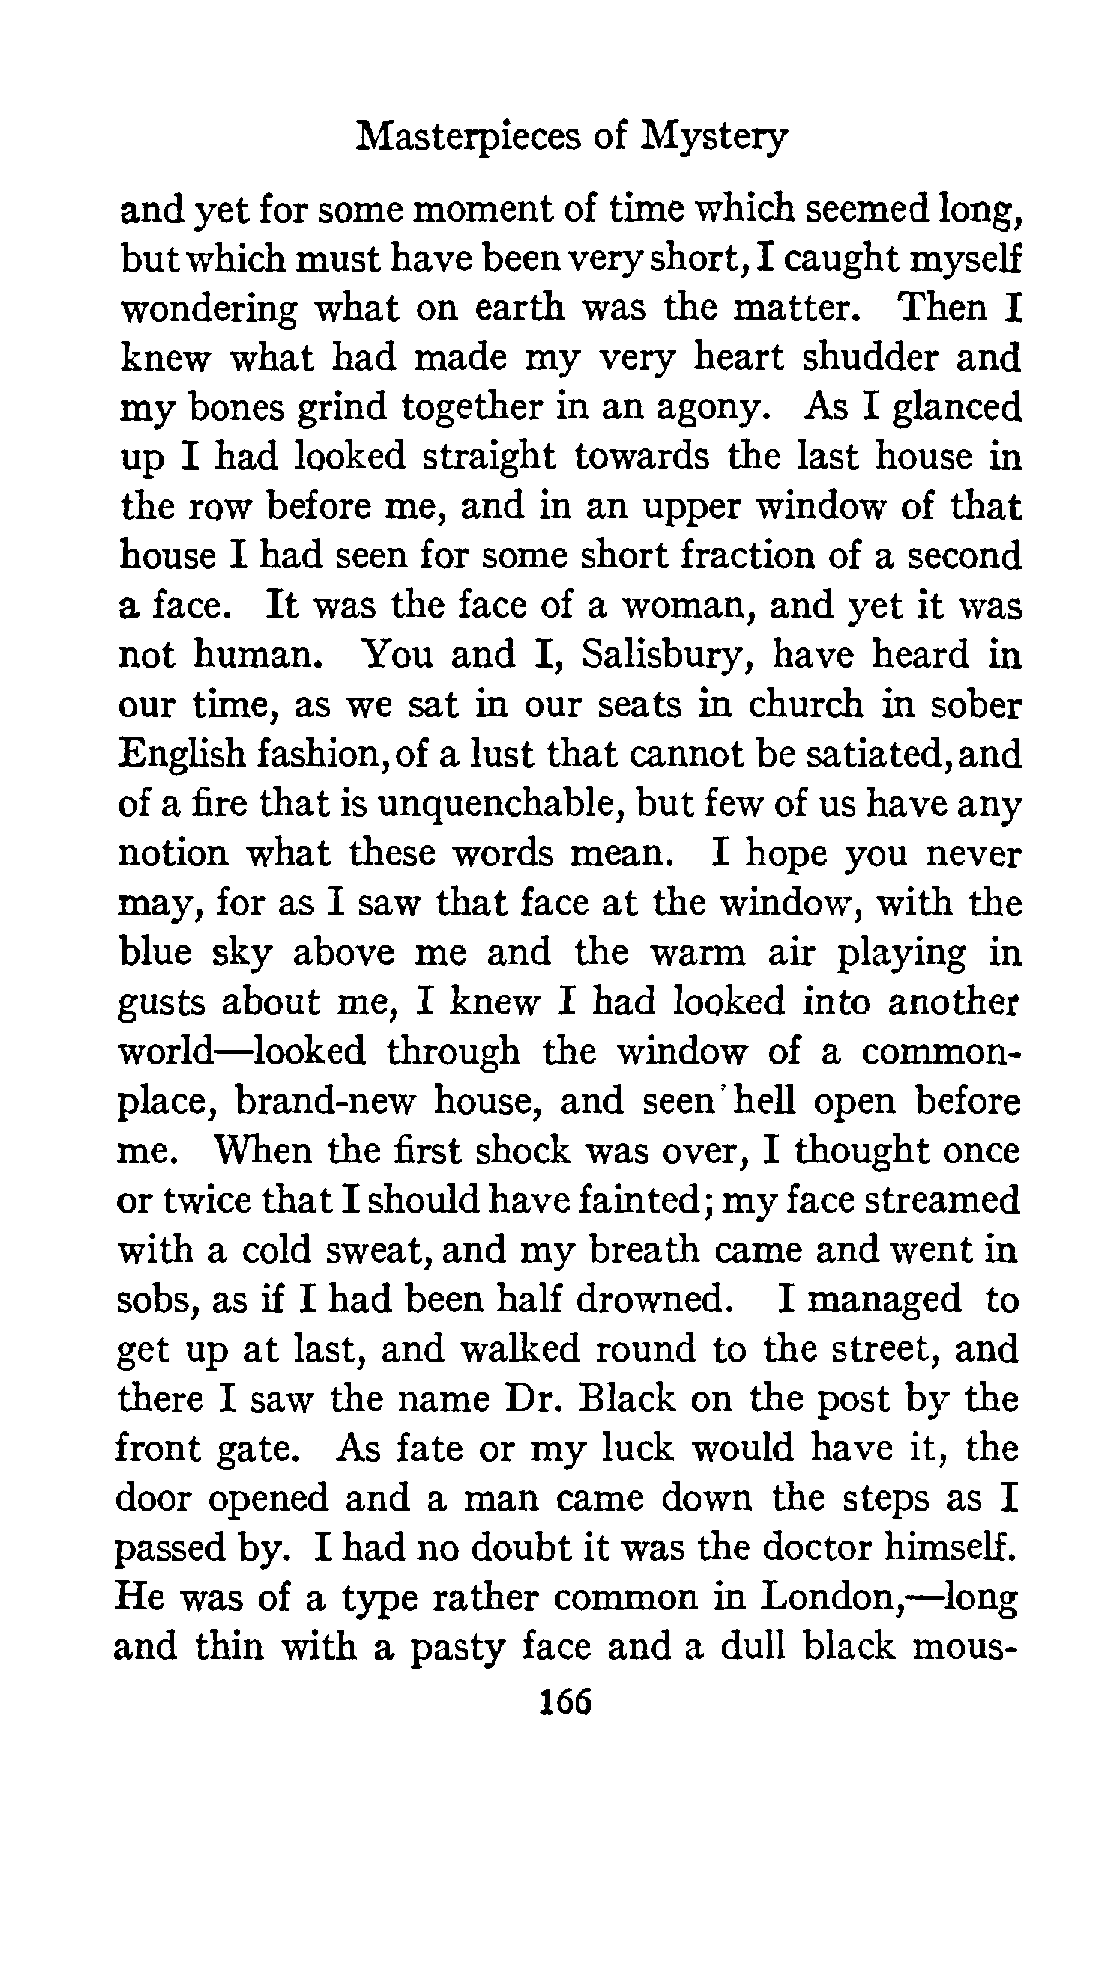 Masterpieces of Mystery
and yet for some moment of time which seemed long,
but which must have been very short, I caught myself
wondering what on earth was the matter. Then I
knew what had made my very heart shudder and
my bones grind together in an agony. As I glanced
up I had looked straight towards the last house in
the row before me, and in an upper window of that
house I had seen for some short fraction of a second
a face. It was the face of a woman, and yet it was
not human. You and I, Salisbury, have heard in
our time, as we sat in our seats in church in sober
English fashion, of a lust that cannot be satiated, and
of a fire that is unquenchable, but few of us have any
notion what these words mean. I hope you never
may, for as I saw that face at the window, with the
blue sky above me and the warm air playing in
gusts about me, I knew I had looked into another
world—looked through the window of a common-
place, brand-new house, and seen hell open before
me. When the first shock was over, I thought once
or twice that I should have fainted; my face streamed
with a cold sweat, and my breath came and went in
sobs, as if I had been half drowned. I managed to
get up at last, and walked round to the street, and
there I saw the name Dr. Black on the post by the
front gate. As fate or my luck would have it, the
door opened and a man came down the steps as I
passed by. I had no doubt it was the doctor himself.
He was of a type rather common in London,—long
and thin with a pasty face and a dull black mous-
166